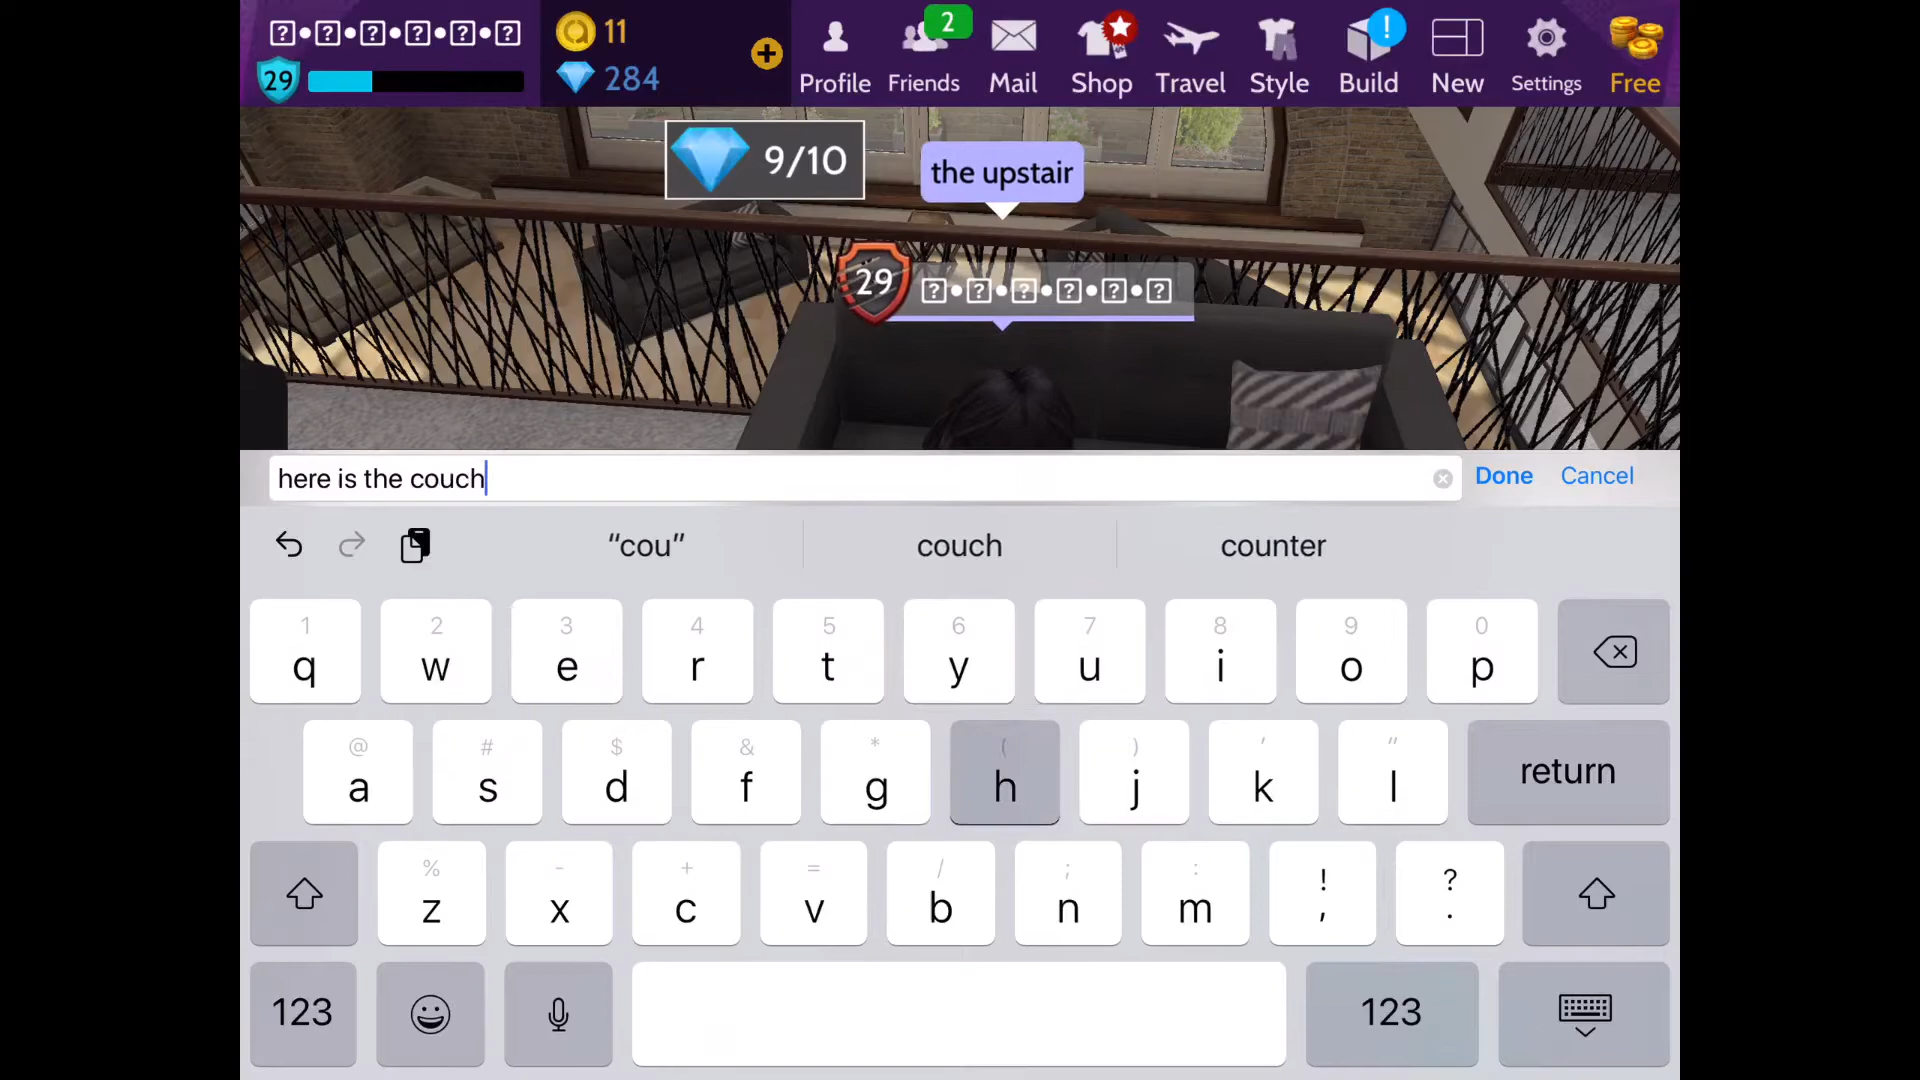 11
2
29
284
Profile
Friends
Mail
Shop
Travel
Style
Build
!
New
Settings
Free
9/10
the upstair
29
here is the couch
Done
Cancel
“cou”
couch
counter
1 2 3 4 5 6 7 8 9 0
q w e r t y u i o p
@ # $ & * ( ) ' "
a s d f g h j k l return
% - + = / ; : ! ?
z x c v b n m , .
123
123